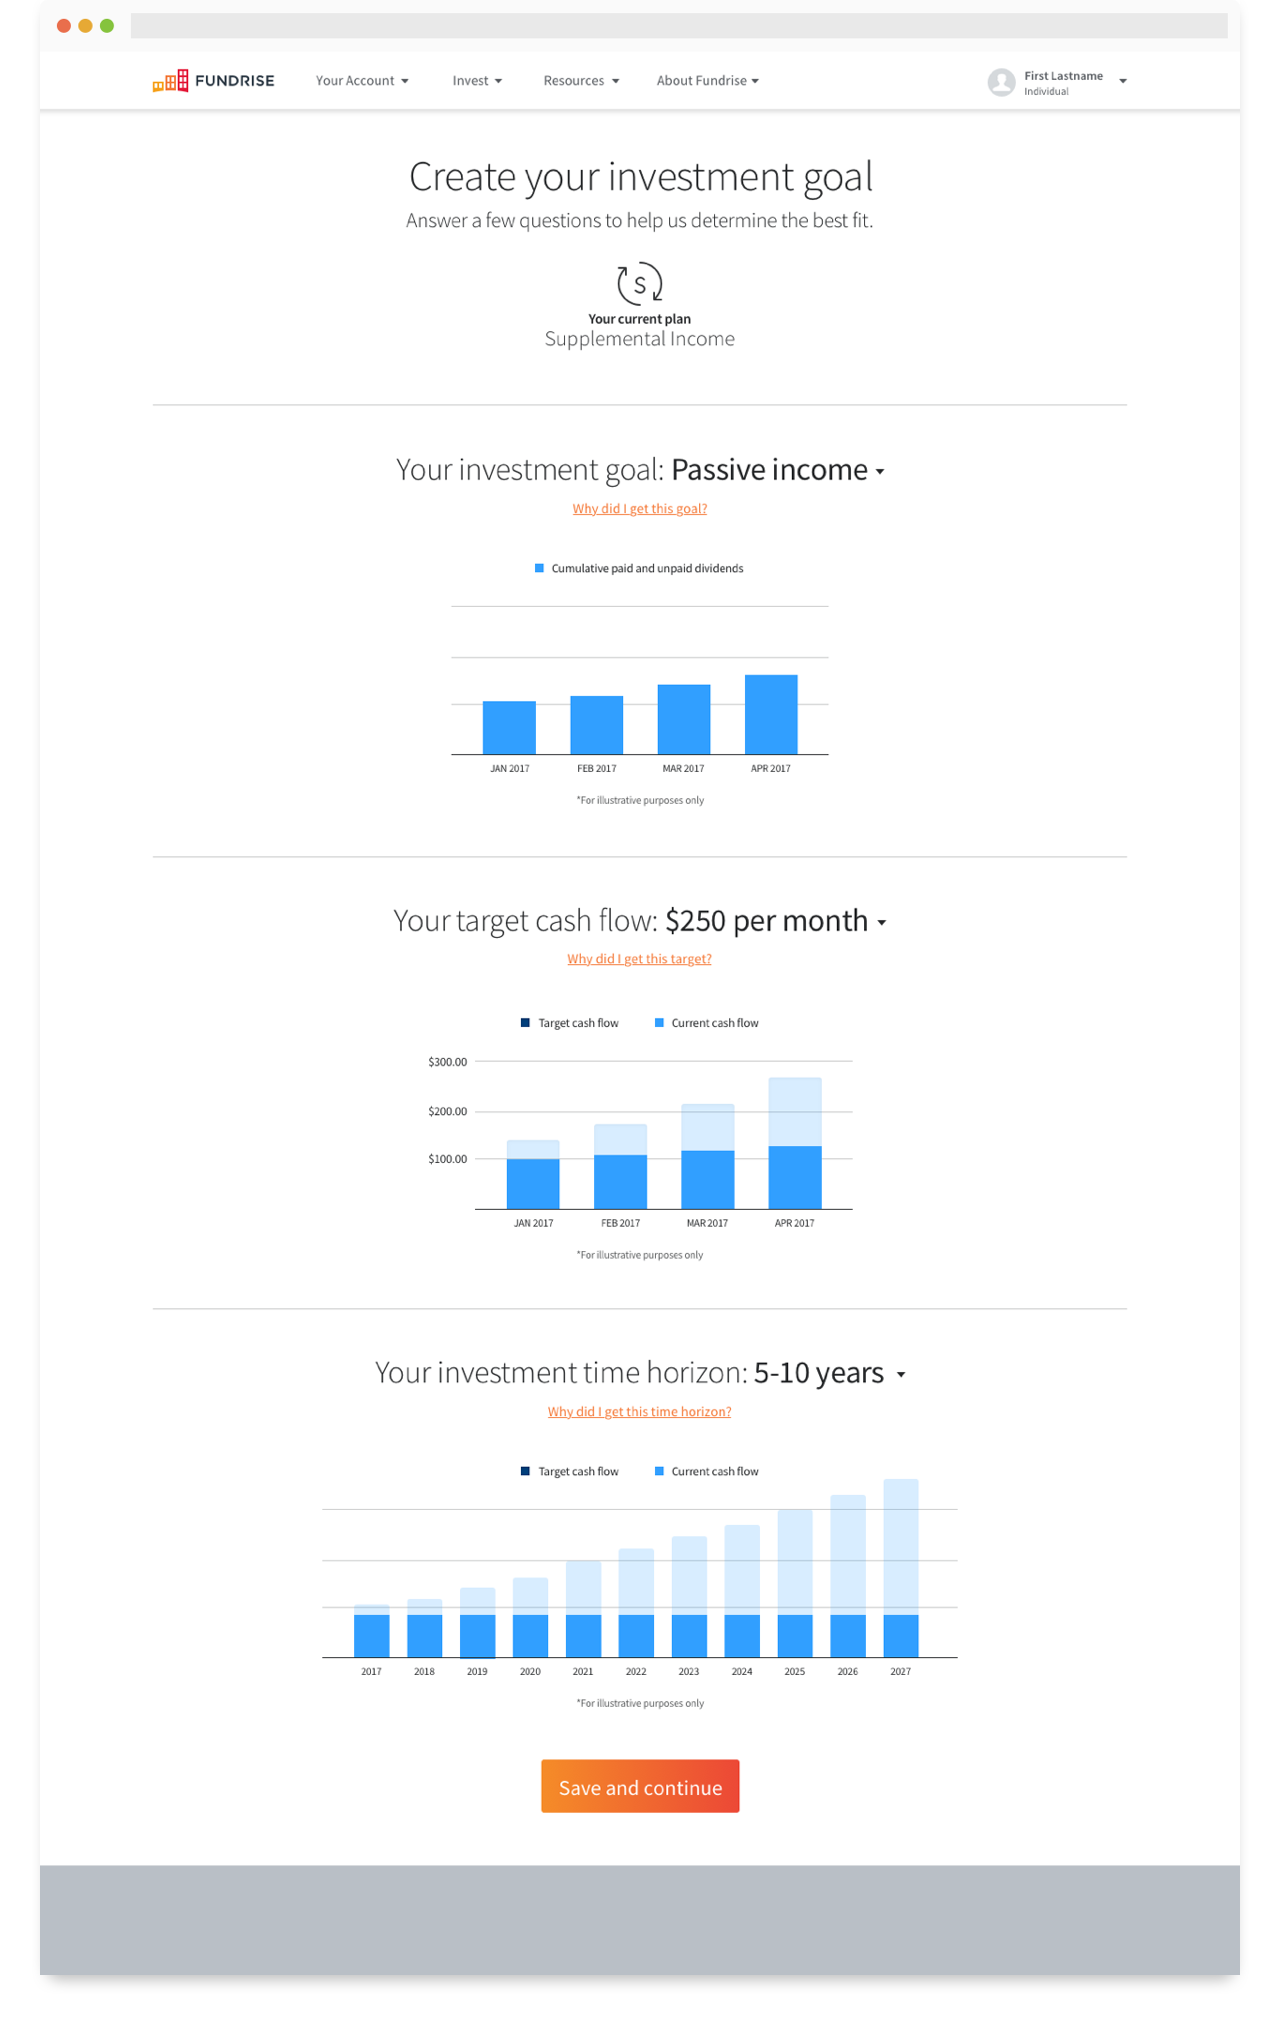 FUNDRISE Your Account Invest Resources About Fundrise First Lastname
Individual
Create your investment goal
Answer a few questions to help us determine the best fit.
S
Your current plan
Supplemental Income
Your investment goal: Passive income
Why did I get this goal?
Cumulative paid and unpaid dividends
JAN 2017 FEB 2017 MAR 2017 APR 2017
*For illustrative purposes only
Your target cash flow: $250 per month
Why did I get this target?
Target cash flow Current cash flow
$300.00
$200.00
$100.00
JAN 2017 FEB 2017 MAR 2017 APR 2017
*For illustrative purposes only
Your investment time horizon: 5-10 years
Why did I get this time horizon?
Target cash flow Current cash flow
2017 2018 2019 2020 2021 2022 2023 2024 2025 2026 2027
*For illustrative purposes only
Save and continue